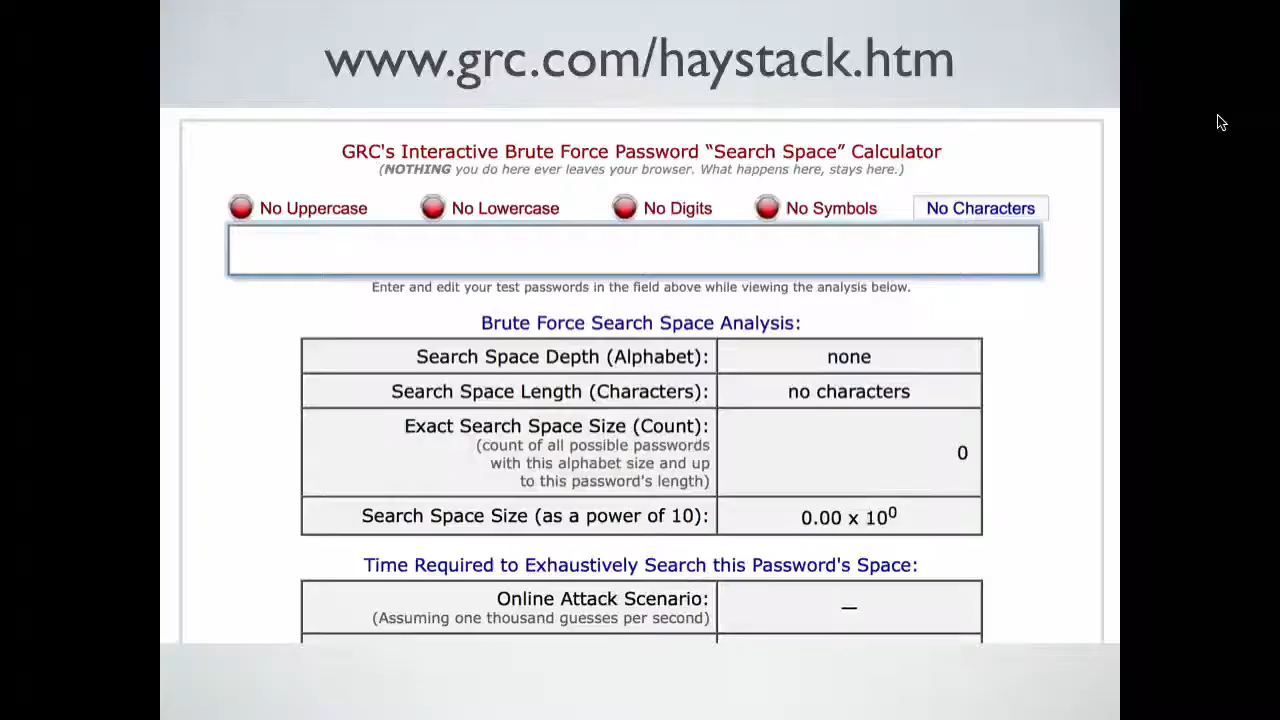 www.grc.com/haystack.htm
GRC's Interactive Brute Force Password “Search Space” Calculator
(NOTHING you do here ever leaves your browser. What happens here, stays here.)
No Uppercase No Lowercase No Digits No Symbols No Characters
Enter and edit your test passwords in the field above while viewing the analysis below.
Brute Force Search Space Analysis:
Search Space Depth (Alphabet): none
Search Space Length (Characters): no characters
Exact Search Space Size (Count):
(count of all possible passwords
with this alphabet size and up
to this password's length)
0
Search Space Size (as a power of 10): 0.00 x 10⁰
Time Required to Exhaustively Search this Password's Space:
Online Attack Scenario:
(Assuming one thousand guesses per second)
—